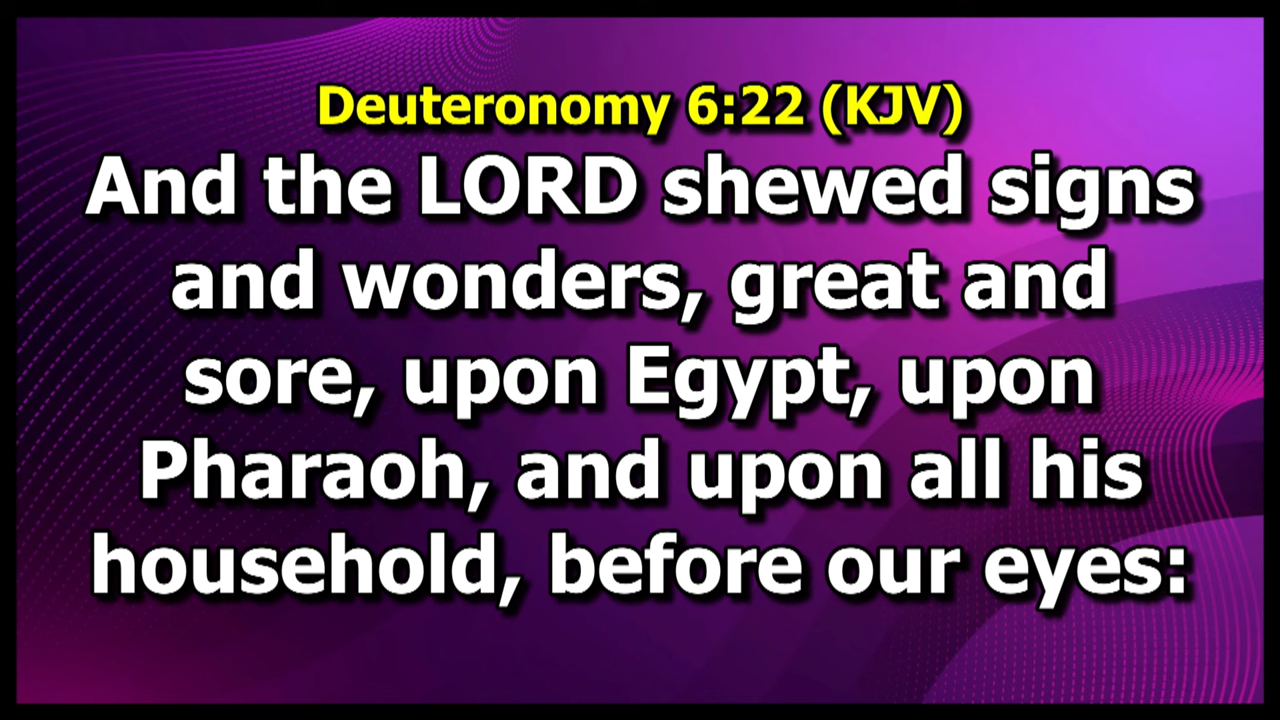 Deuteronomy 6:22 (KJV)
And the LORD shewed signs
and wonders, great and
sore, upon Egypt, upon
Pharaoh, and upon all his
household, before our eyes: